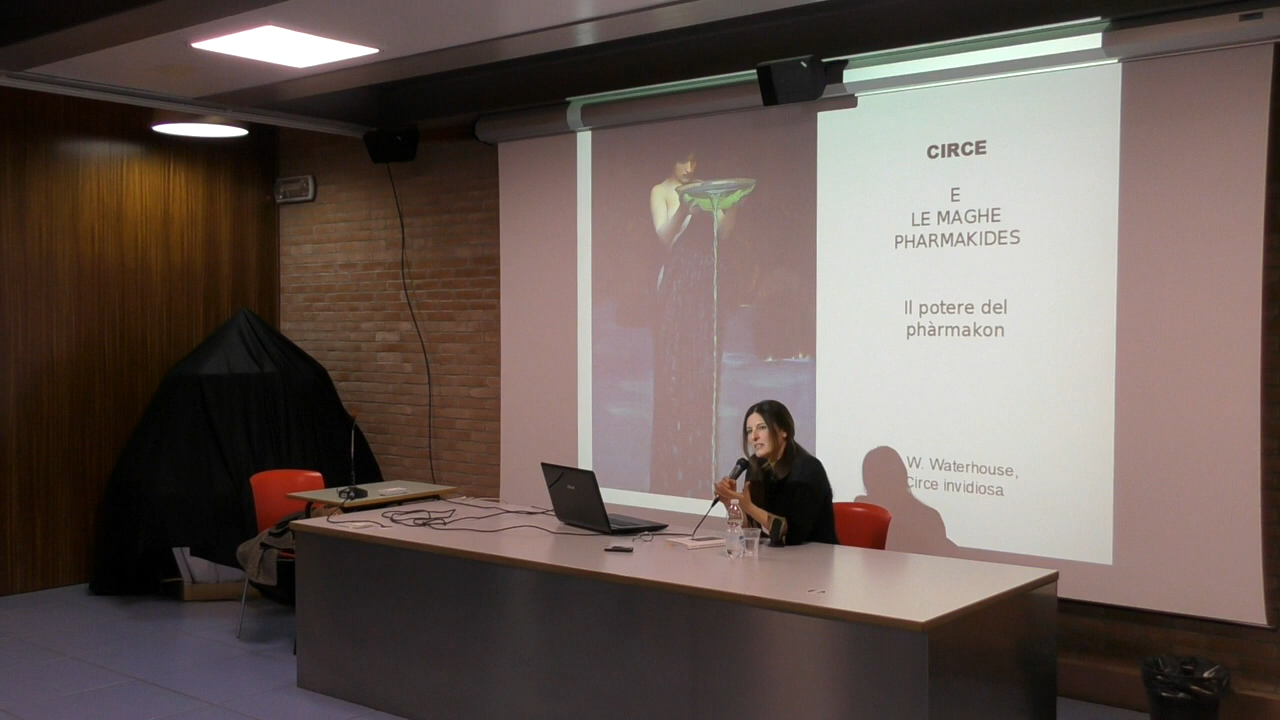 CIRCE
E
LE MAGHE
PHARMAKIDES
Il potere del
phàrmakon
W. Waterhouse,
Circe invidiosa